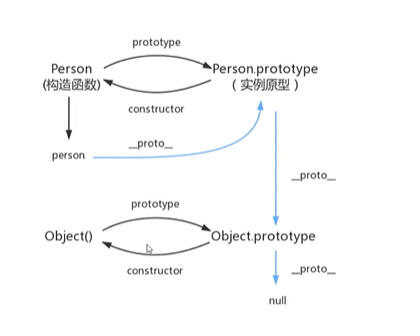 prototype
Person
(构造函数)
Person.prototype
（实例原型）
constructor
person
__proto__
__proto__
prototype
Object()
Object.prototype
constructor
__proto__
null